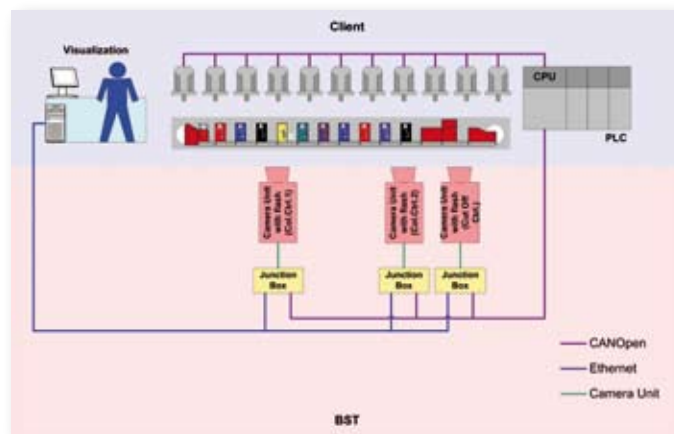 Client
Visualization
CPU
PLC
Camera Unit
with flash
(Col.Ctrl.1)
Camera Unit
with flash
(Col.Ctrl.2)
Camera Unit
with flash
(Cut Off
Ctrl.)
Junction
Box
Junction
Box
Junction
Box
CANOpen
Ethernet
Camera Unit
BST